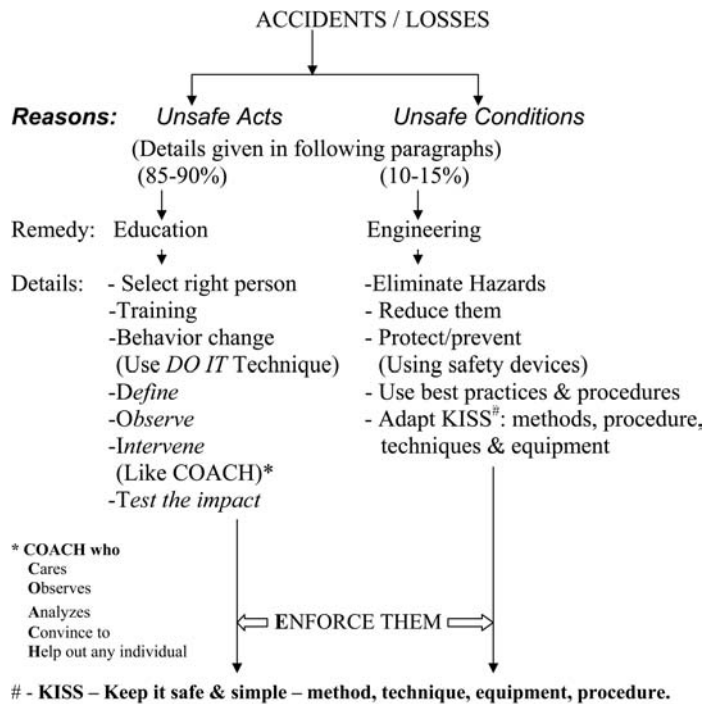 ACCIDENTS / LOSSES
Reasons: Unsafe Acts Unsafe Conditions
(Details given in following paragraphs)
(85-90%) (10-15%)
Remedy: Education Engineering
Details: - Select right person -Eliminate Hazards
-Training - Reduce them
-Behavior change - Protect/prevent
(Use DO IT Technique) (Using safety devices)
-Define - Use best practices & procedures
-Observe - Adapt KISS#: methods, procedure,
-Intervene techniques & equipment
(Like COACH)*
-Test the impact
* COACH who
Cares
Observes
Analyzes
Convince to
Help out any individual
ENFORCE THEM
# - KISS – Keep it safe & simple – method, technique, equipment, procedure.